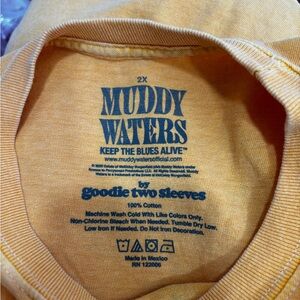 2X
MUDDY
WATERS
KEEP THE BLUES ALIVE™
www.muddywatersofficial.com
by
goodie two sleeves
100% Cotton
Machine Wash Cold With Like Colors Only.
Non-Chlorine Bleach When Needed. Tumble Dry Low.
Low Iron If Needed. Do Not Iron Decoration.
Made in Mexico
RN 122006